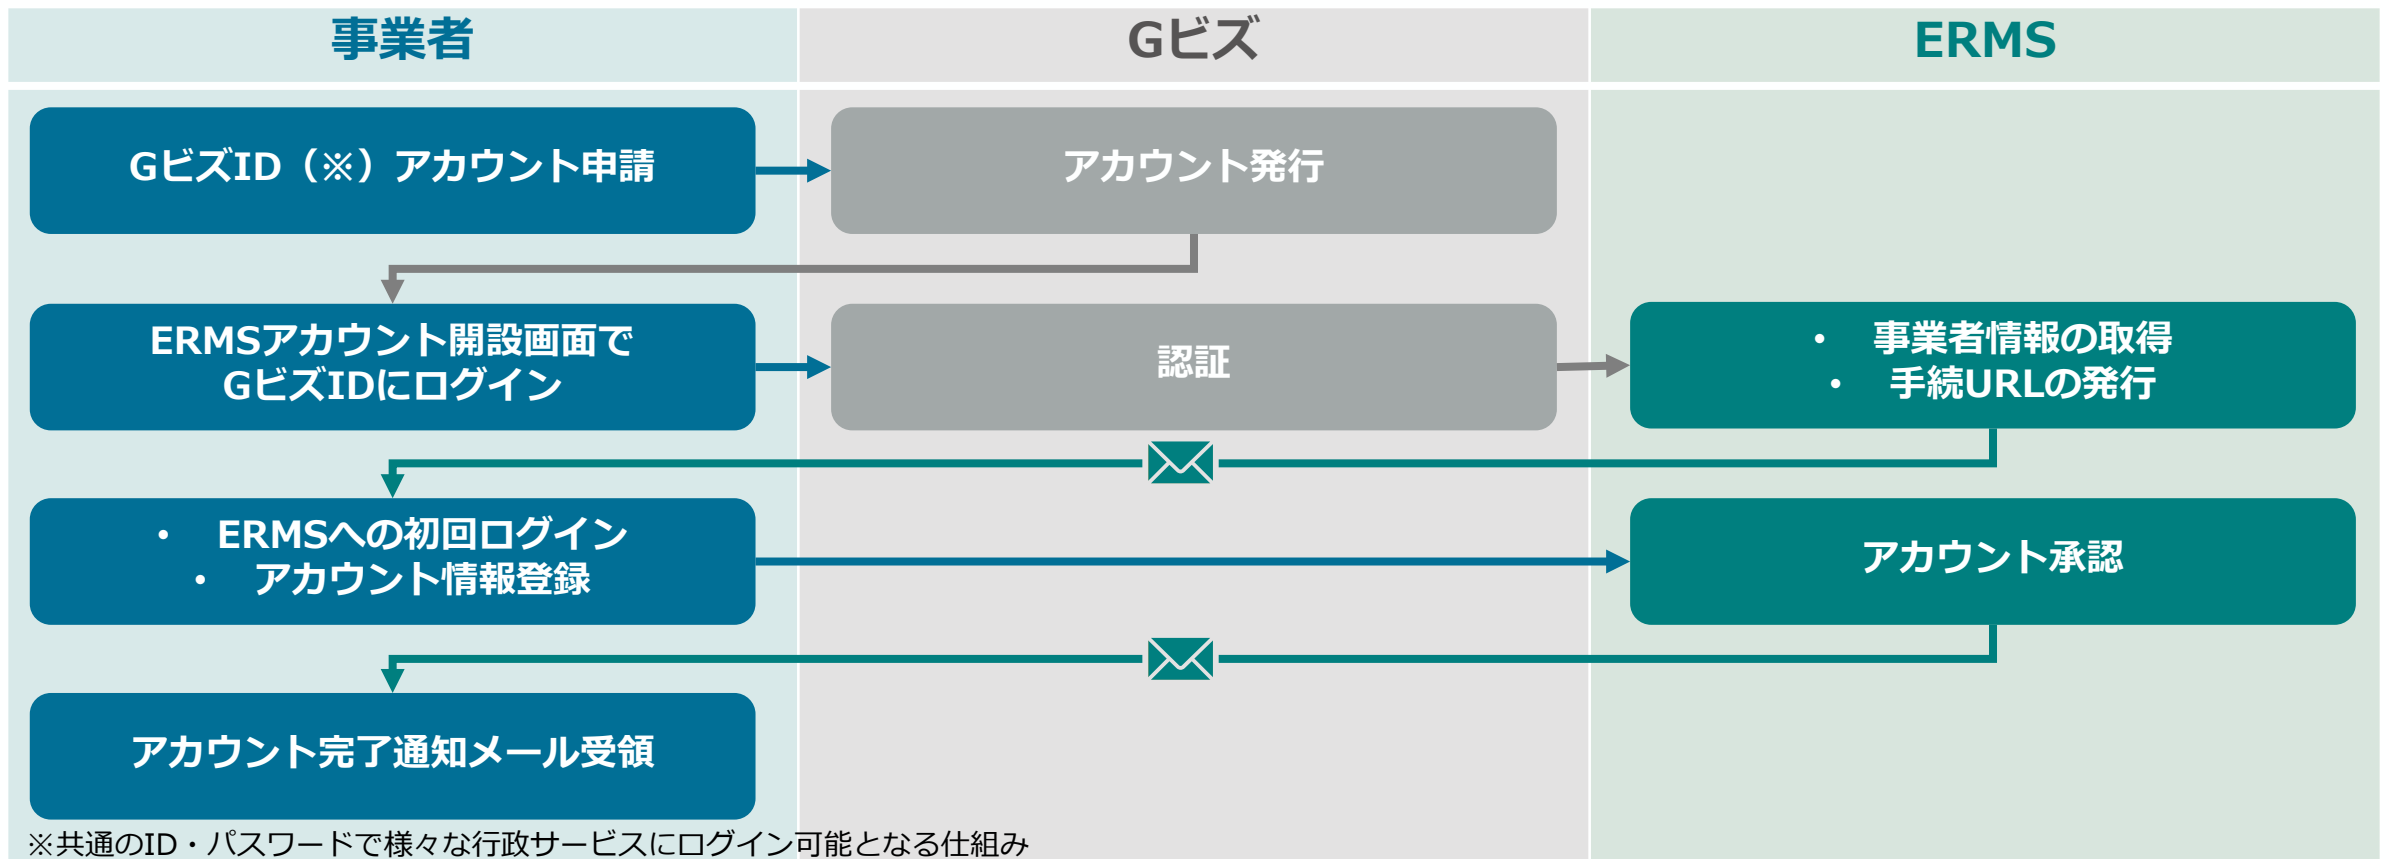 事業者
Gビズ
ERMS
GビズID（※）アカウント申請
アカウント発行
ERMSアカウント開設画面で
GビズIDにログイン
認証
• 事業者情報の取得
• 手続URLの発行
• ERMSへの初回ログイン
• アカウント情報登録
アカウント承認
アカウント完了通知メール受領
※共通のID・パスワードで様々な行政サービスにログイン可能となる仕組み